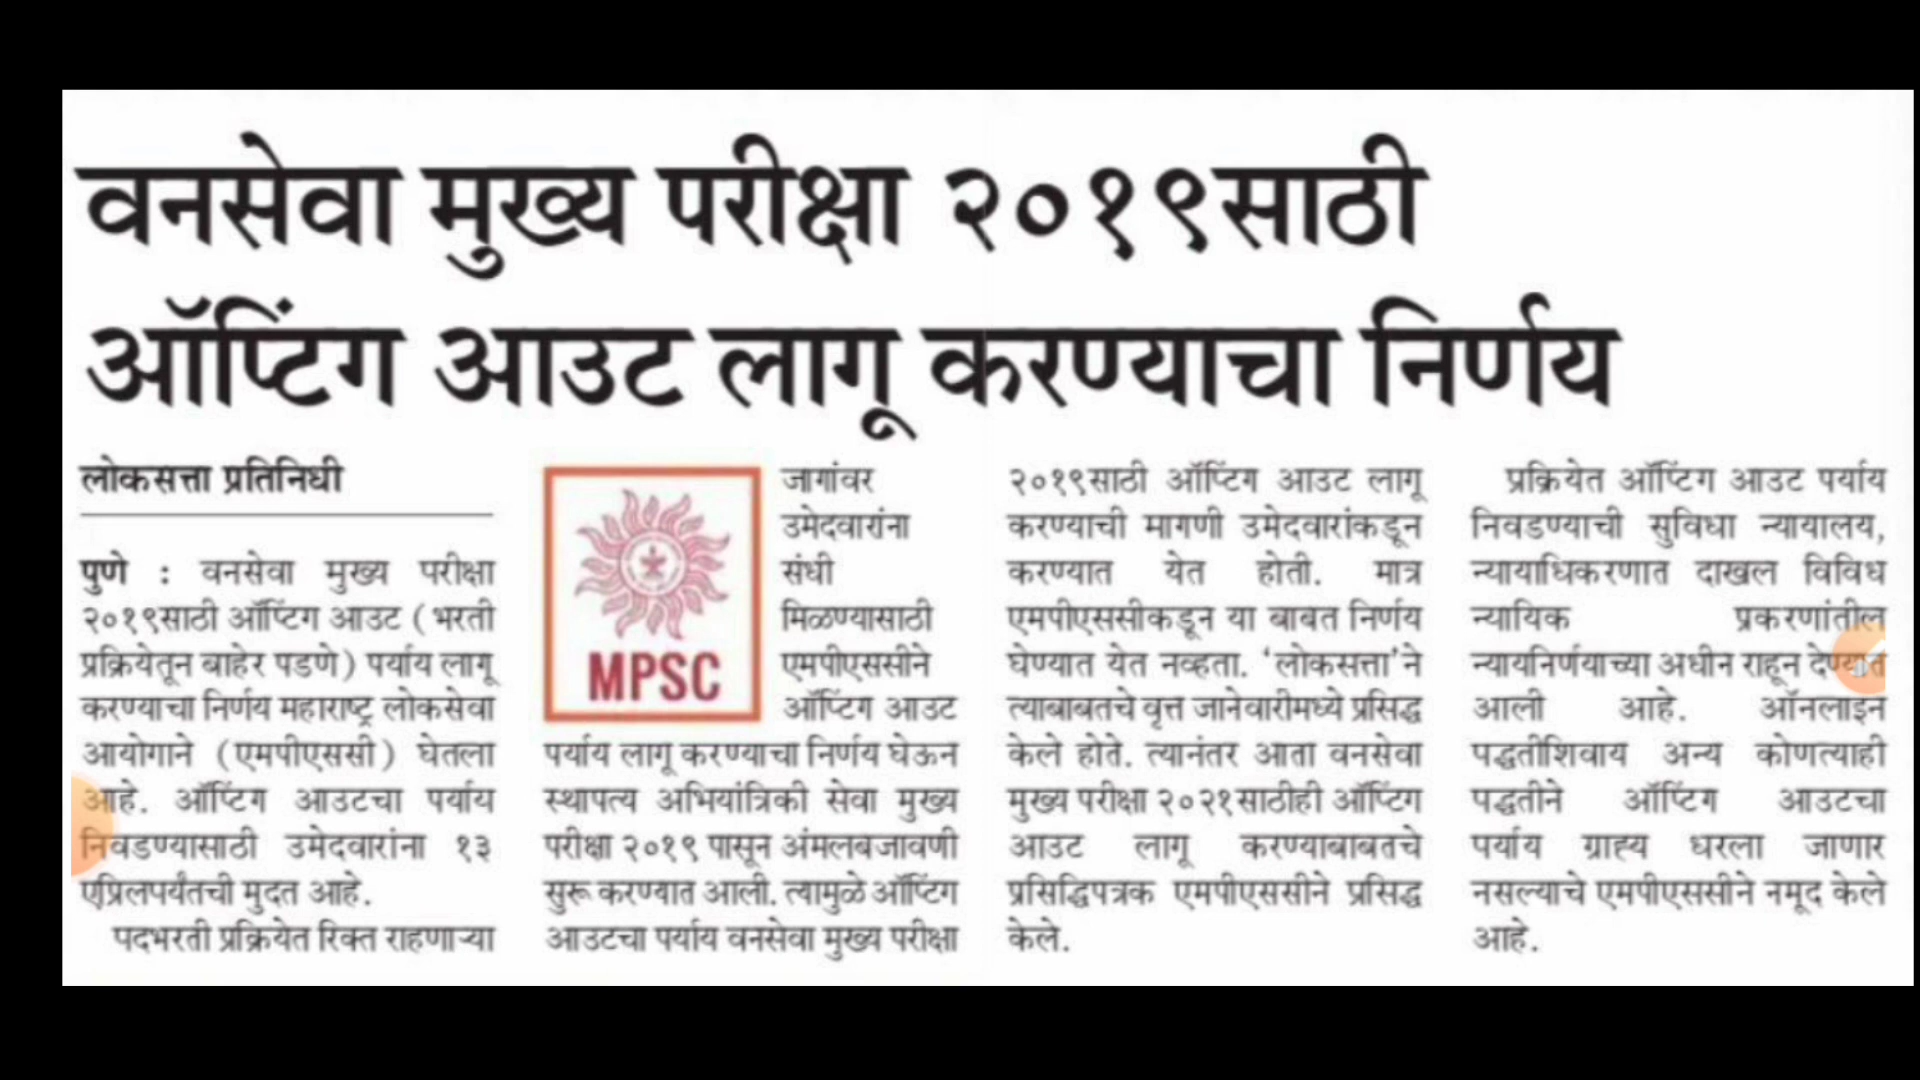 वनसेवा मुख्य परीक्षा २०१९साठी
ऑप्टिंग आउट लागू करण्याचा निर्णय
लोकसत्ता प्रतिनिधी
पुणे : वनसेवा मुख्य परीक्षा
२०१९साठी ऑप्टिंग आउट (भरती
प्रक्रियेतून बाहेर पडणे) पर्याय लागू
करण्याचा निर्णय महाराष्ट्र लोकसेवा
आयोगाने (एमपीएससी) घेतला
आहे. ऑप्टिंग आउटचा पर्याय
निवडण्यासाठी उमेदवारांना १३
एप्रिलपर्यंतची मुदत आहे.
पदभरती प्रक्रियेत रिक्त राहणाऱ्या
MPSC
जागांवर
उमेदवारांना
संधी
मिळण्यासाठी
एमपीएससीने
ऑप्टिंग आउट
पर्याय लागू करण्याचा निर्णय घेऊन
स्थापत्य अभियांत्रिकी सेवा मुख्य
परीक्षा २०१९ पासून अंमलबजावणी
सुरू करण्यात आली. त्यामुळे ऑप्टिंग
आउटचा पर्याय वनसेवा मुख्य परीक्षा
२०१९साठी ऑप्टिंग आउट लागू
करण्याची मागणी उमेदवारांकडून
करण्यात येत होती. मात्र
एमपीएससीकडून या बाबत निर्णय
घेण्यात येत नव्हता. ‘लोकसत्ता’ने
त्याबाबतचे वृत्त जानेवारीमध्ये प्रसिद्ध
केले होते. त्यानंतर आता वनसेवा
मुख्य परीक्षा २०२१साठीही ऑप्टिंग
आउट लागू करण्याबाबतचे
प्रसिद्धिपत्रक एमपीएससीने प्रसिद्ध
केले.
प्रक्रियेत ऑप्टिंग आउट पर्याय
निवडण्याची सुविधा न्यायालय,
न्यायाधिकरणात दाखल विविध
न्यायिक प्रकरणांतील
न्यायनिर्णयाच्या अधीन राहून देण्यात
आली आहे. ऑनलाइन
पद्धतीशिवाय अन्य कोणत्याही
पद्धतीने ऑप्टिंग आउटचा
पर्याय ग्राह्य धरला जाणार
नसल्याचे एमपीएससीने नमूद केले
आहे.